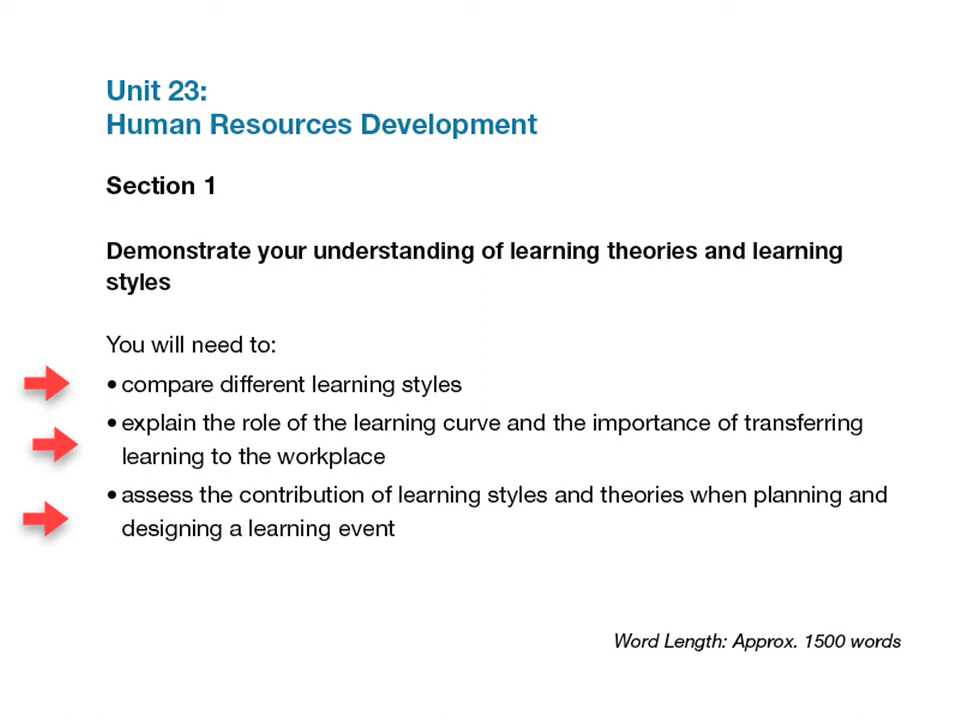 Unit 23:
Human Resources Development
Section 1
Demonstrate your understanding of learning theories and learning
styles
You will need to:
• compare different learning styles
• explain the role of the learning curve and the importance of transferring
learning to the workplace
• assess the contribution of learning styles and theories when planning and
designing a learning event
Word Length: Approx. 1500 words